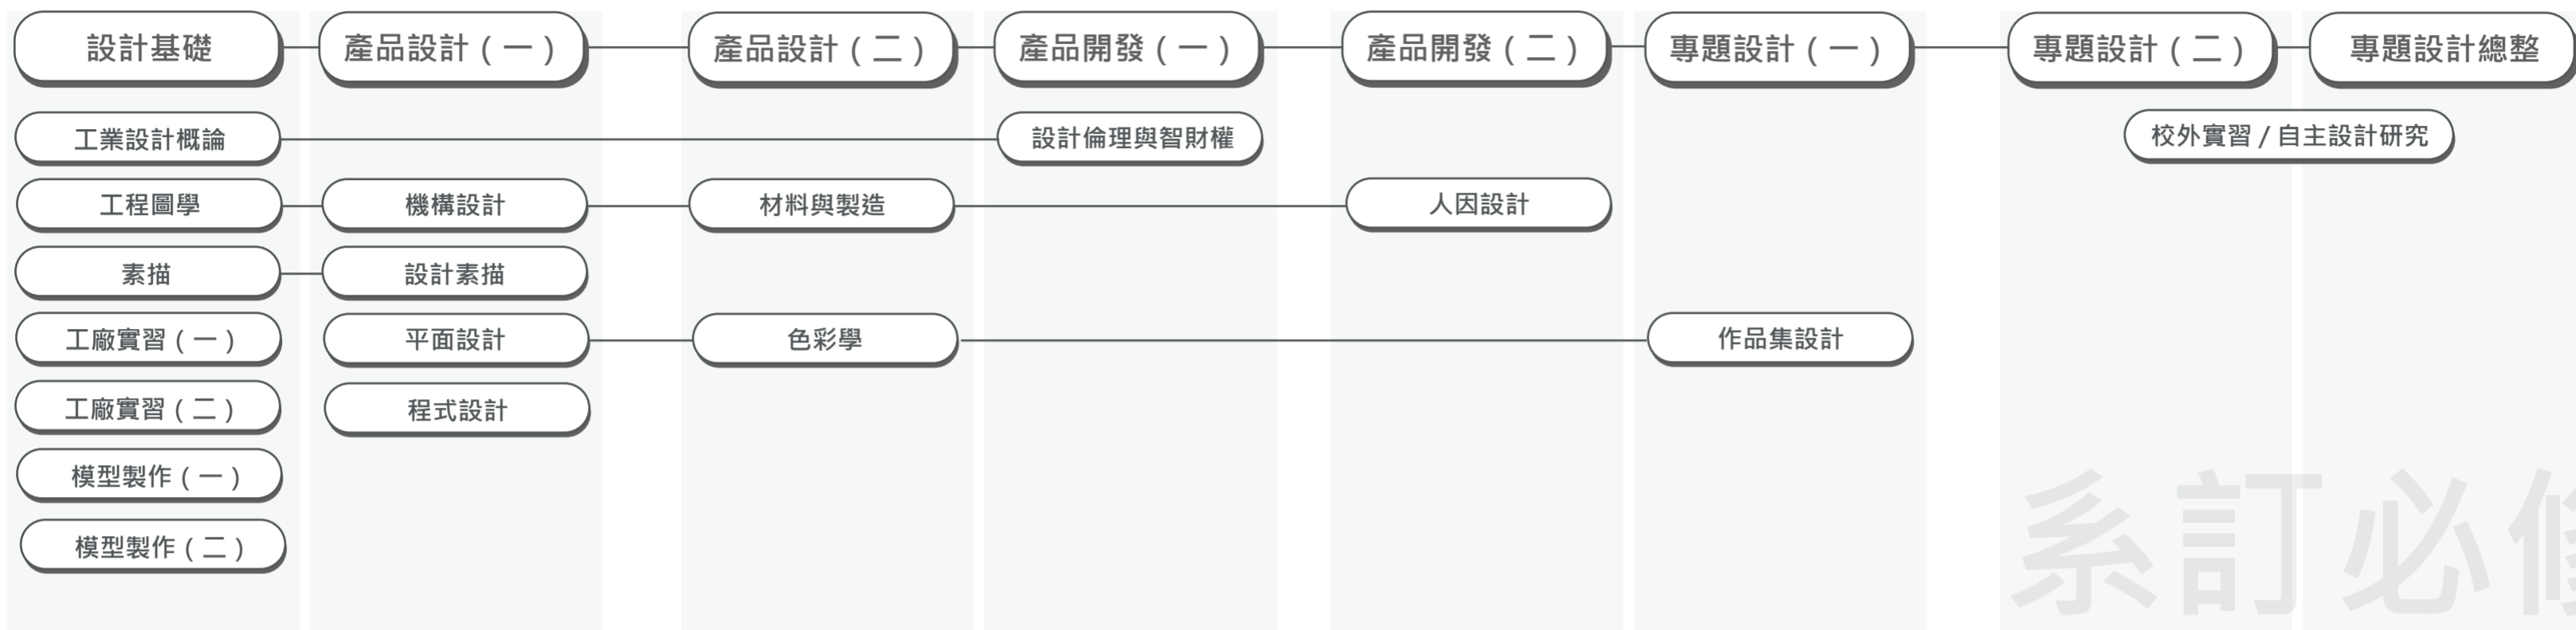 設計基礎
產品設計 ( 一 )
產品設計 ( 二 )
產品開發 ( 一 )
產品開發 ( 二 )
專題設計 ( 一 )
專題設計 ( 二 )
專題設計總整
工業設計概論
設計倫理與智財權
校外實習 / 自主設計研究
工程圖學
機構設計
材料與製造
人因設計
素描
設計素描
工廠實習 ( 一 )
平面設計
色彩學
作品集設計
工廠實習 ( 二 )
程式設計
模型製作 ( 一 )
模型製作 ( 二 )
系訂必